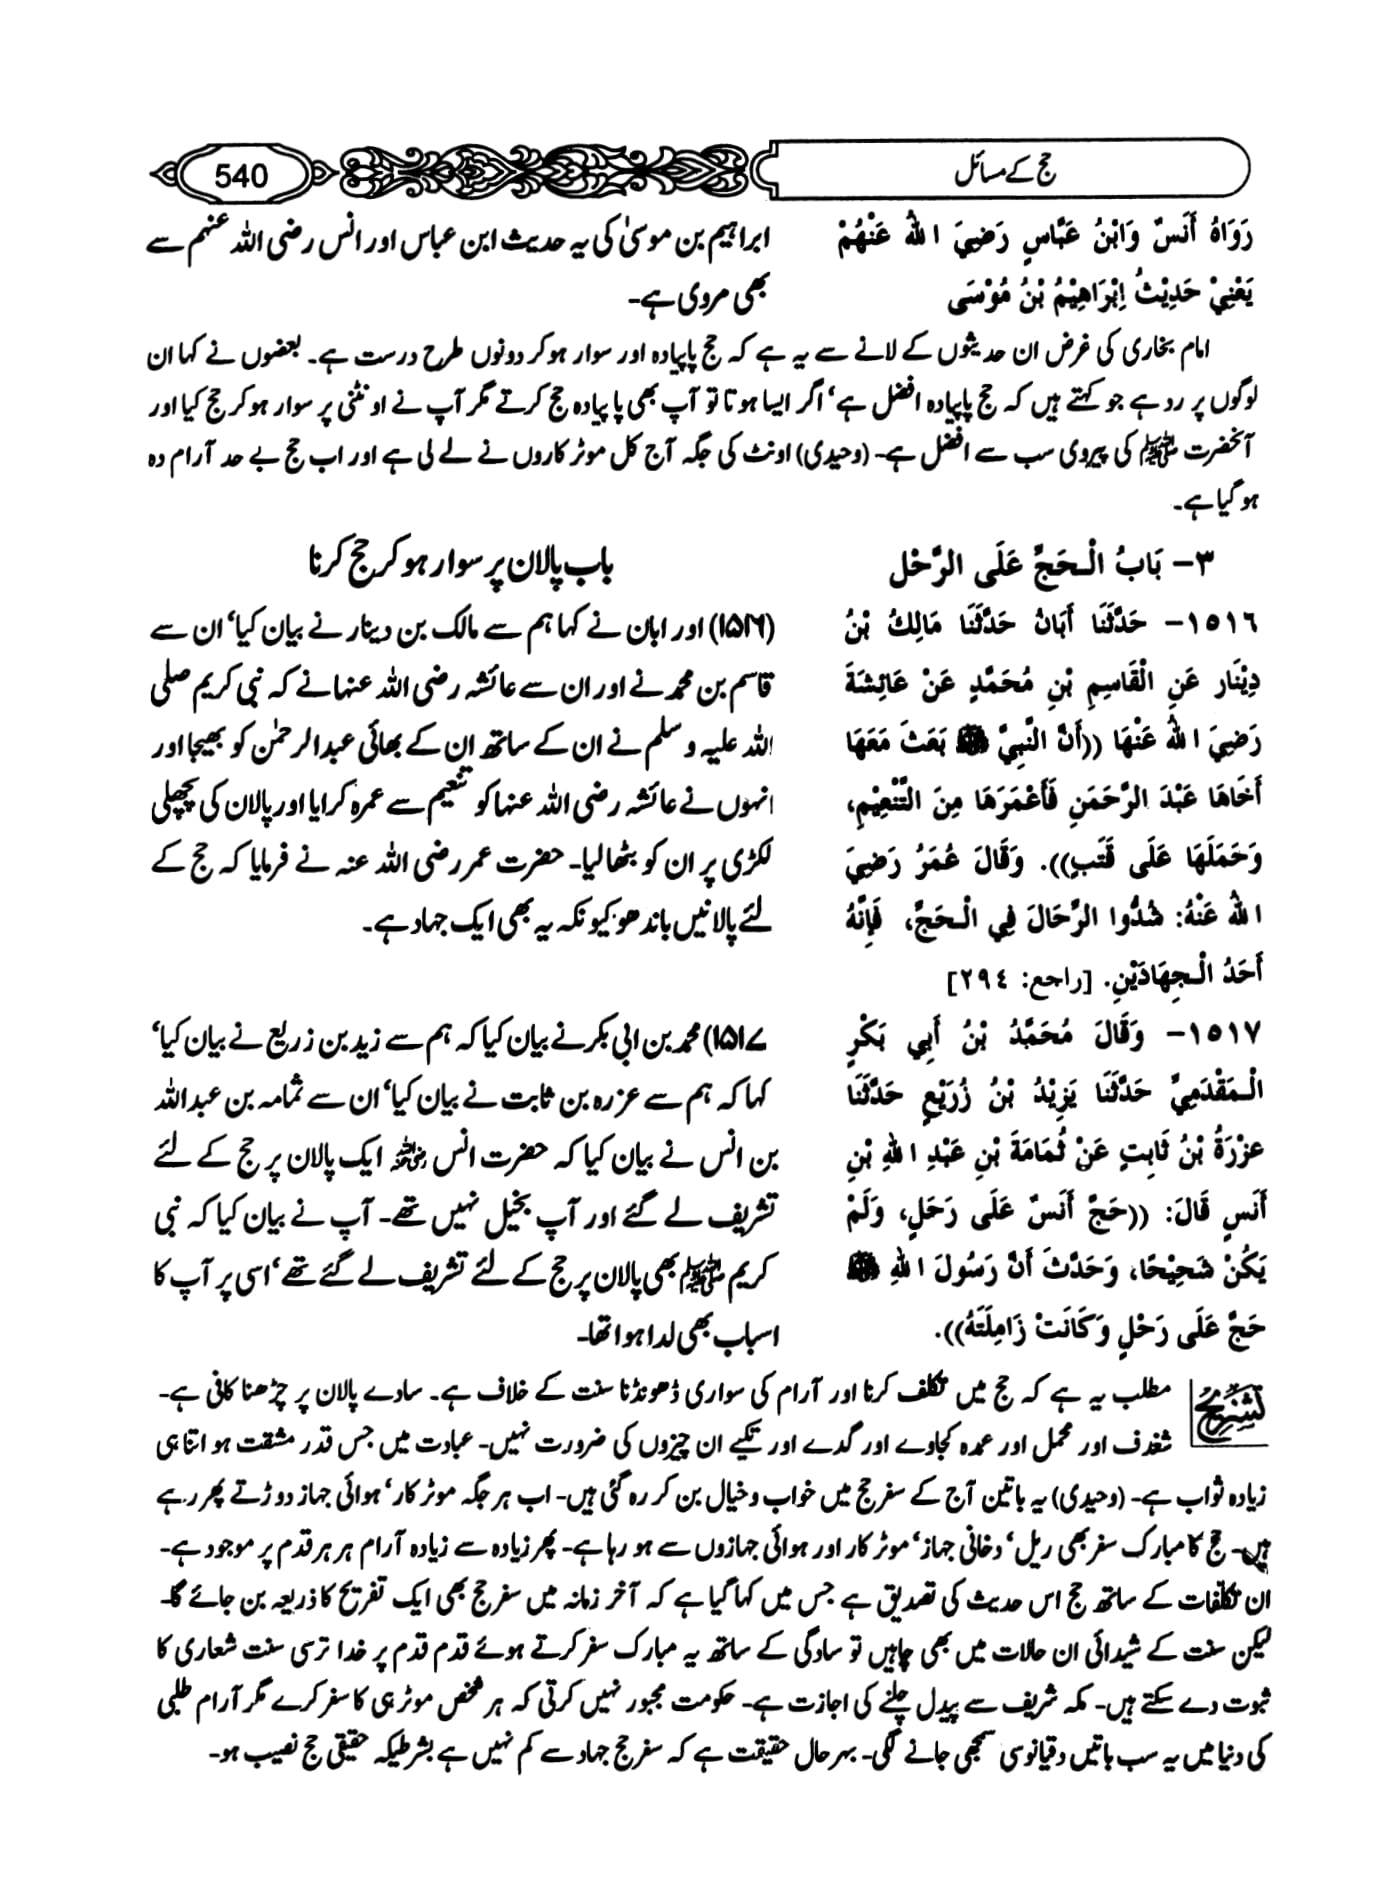 حج کے مسائل
540
رَوَاهُ أَنَسٌ وَابْنُ عَبَّاسٍ رَضِيَ اللهُ عَنْهُمْ
يَعْنِيْ حَدِيْثُ إِبْرَاهِيْمُ بْنُ مُوْسَى
ابراہیم بن موسیٰ کی یہ حدیث ابن عباس اور انس رضی اللہ عنہم سے
بھی مروی ہے۔
امام بخاری کی غرض ان حدیثوں کے لانے سے یہ ہے کہ حج پاپیادہ اور سوار ہو کر دونوں طرح درست ہے۔ بعضوں نے کہا ان
لوگوں پر رد ہے جو کہتے ہیں کہ حج پاپیادہ افضل ہے‘ اگر ایسا ہوتا تو آپ بھی پاپیادہ حج کرتے مگر آپ نے اونٹنی پر سوار ہو کر حج کیا اور
آنحضرت ﷺ کی پیروی سب سے افضل ہے۔ (وحیدی) اونٹ کی جگہ آج کل موٹر کاروں نے لے لی ہے اور اب حج بے حد آرام دہ
ہو گیا ہے۔
٣- بَابُ الْحَجِّ عَلَى الرَّحْلِ
باب پالان پر سوار ہو کر حج کرنا
١٥١٦- حَدَّثَنَا أَبَانُ حَدَّثَنَا مَالِكُ بْنُ
دِيْنَارٍ عَنِ الْقَاسِمِ بْنِ مُحَمَّدٍ عَنْ عَائِشَةَ
رَضِيَ اللهُ عَنْهَا ((أَنَّ النَّبِيَّ ﷺ بَعَثَ مَعَهَا
أَخَاهَا عَبْدَ الرَّحْمَنِ فَأَعْمَرَهَا مِنَ التَّنْعِيْمِ،
وَحَمَلَهَا عَلَى قَتَبٍ)). وَقَالَ عُمَرُ رَضِيَ
اللهُ عَنْهُ: شُدُّوا الرِّحَالَ فِي الْحَجِّ، فَإِنَّهُ
أَحَدُ الْجِهَادَيْنِ. [راجع: ٢٩٤]
(۱۵۱۶) اور ابان نے کہا ہم سے مالک بن دینار نے بیان کیا‘ ان سے
قاسم بن محمد نے اور ان سے عائشہ رضی اللہ عنہا نے کہ نبی کریم صلی
اللہ علیہ و سلم نے ان کے ساتھ ان کے بھائی عبدالرحمٰن کو بھیجا اور
انہوں نے عائشہ رضی اللہ عنہا کو تنعیم سے عمرہ کرایا اور پالان کی پچھلی
لکڑی پر ان کو بٹھا لیا۔ حضرت عمر رضی اللہ عنہ نے فرمایا کہ حج کے
لئے پالانیں باندھو کیونکہ یہ بھی ایک جہاد ہے۔
١٥١٧- وَقَالَ مُحَمَّدُ بْنُ أَبِي بَكْرٍ
الْمَقْدَمِيُّ حَدَّثَنَا يَزِيْدُ بْنُ زُرَيْعٍ حَدَّثَنَا
عَزْرَةُ بْنُ ثَابِتٍ عَنْ ثُمَامَةَ بْنِ عَبْدِ اللهِ بْنِ
أَنَسٍ قَالَ: ((حَجَّ أَنَسٌ عَلَى رَحْلٍ، وَلَمْ
يَكُنْ شَحِيْحًا، وَحَدَّثَ أَنَّ رَسُولَ اللهِ ﷺ
حَجَّ عَلَى رَحْلٍ وَكَانَتْ زَامِلَتَهُ)).
۱۵۱۷) محمد بن ابی بکر نے بیان کیا کہ ہم سے زید بن زریع نے بیان کیا‘
کہا کہ ہم سے عزرہ بن ثابت نے بیان کیا‘ ان سے ثمامہ بن عبداللہ
بن انس نے بیان کیا کہ حضرت انس رضی اللہ عنہ ایک پالان پر حج کے لئے
تشریف لے گئے اور آپ بخیل نہیں تھے۔ آپ نے بیان کیا کہ نبی
کریم ﷺ بھی پالان پر حج کے لئے تشریف لے گئے تھے‘ اسی پر آپ کا
اسباب بھی لدا ہوا تھا۔
تشریح
مطلب یہ ہے کہ حج میں تکلف کرنا اور آرام کی سواری ڈھونڈنا سنت کے خلاف ہے۔ سادے پالان پر چڑھنا کافی ہے۔
شغدف اور محمل اور عمدہ کجاوے اور گدے اور تکیے ان چیزوں کی ضرورت نہیں۔ عبادت میں جس قدر مشقت ہو اتنا ہی
زیادہ ثواب ہے۔ (وحیدی) یہ باتیں آج کے سفر حج میں خواب و خیال بن کر رہ گئی ہیں۔ اب ہر جگہ موٹر کار‘ ہوائی جہاز دوڑتے پھر رہے
ہیں۔ حج کا مبارک سفر بھی ریل‘ دخانی جہاز‘ موٹر کار اور ہوائی جہازوں سے ہو رہا ہے۔ پھر زیادہ سے زیادہ آرام ہر ہر قدم پر موجود ہے۔
ان تکلفات کے ساتھ حج اس حدیث کی تصدیق ہے جس میں کہا گیا ہے کہ آخر زمانہ میں سفر حج بھی ایک تفریح کا ذریعہ بن جائے گا۔
لیکن سنت کے شیدائی ان حالات میں بھی چاہیں تو سادگی کے ساتھ یہ مبارک سفر کرتے ہوئے قدم قدم پر خدا ترسی سنت شعاری کا
ثبوت دے سکتے ہیں۔ مکہ شریف سے پیدل چلنے کی اجازت ہے۔ حکومت مجبور نہیں کرتی کہ ہر شخص موٹر ہی کا سفر کرے مگر آرام طلبی
کی دنیا میں یہ سب باتیں دقیانوسی سمجھی جانے لگی۔ بہر حال حقیقت ہے کہ سفر حج جہاد سے کم نہیں ہے بشرطیکہ حقیقی حج نصیب ہو۔